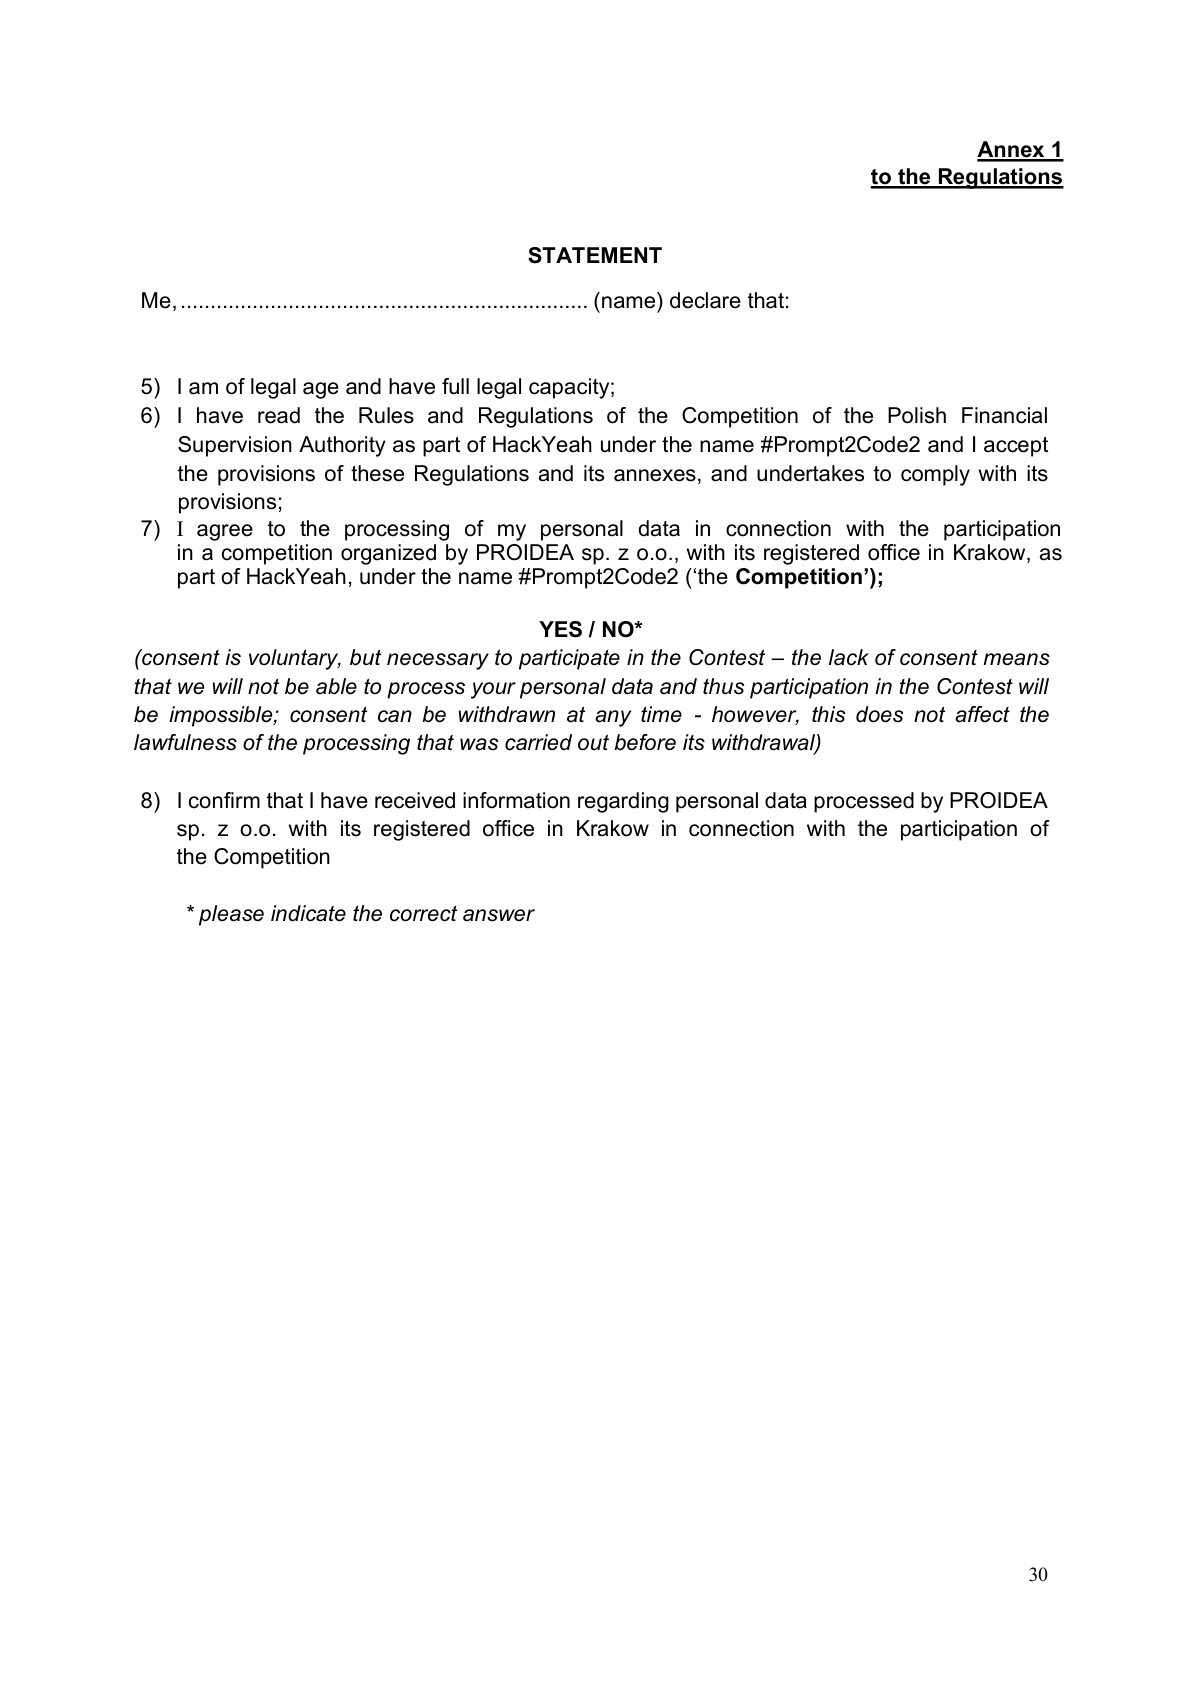 Annex 1
to the Regulations
STATEMENT
Me, .................................................................... (name) declare that:
5) I am of legal age and have full legal capacity;
6) I have read the Rules and Regulations of the Competition of the Polish Financial
Supervision Authority as part of HackYeah under the name #Prompt2Code2 and I accept
the provisions of these Regulations and its annexes, and undertakes to comply with its
provisions;
7) I agree to the processing of my personal data in connection with the participation
in a competition organized by PROIDEA sp. z o.o., with its registered office in Krakow, as
part of HackYeah, under the name #Prompt2Code2 (‘the Competition’);
YES / NO*
(consent is voluntary, but necessary to participate in the Contest – the lack of consent means
that we will not be able to process your personal data and thus participation in the Contest will
be impossible; consent can be withdrawn at any time - however, this does not affect the
lawfulness of the processing that was carried out before its withdrawal)
8) I confirm that I have received information regarding personal data processed by PROIDEA
sp. z o.o. with its registered office in Krakow in connection with the participation of
the Competition
* please indicate the correct answer
30